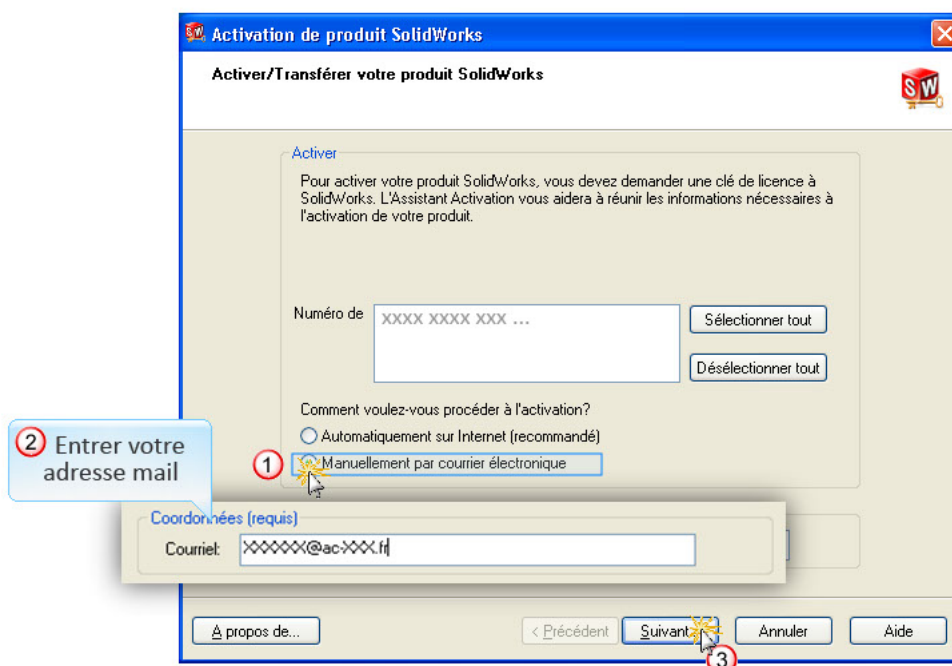 Activation de produit SolidWorks
Activer/Transférer votre produit SolidWorks
SW
Activer
Pour activer votre produit SolidWorks, vous devez demander une clé de licence à
SolidWorks. L'Assistant Activation vous aidera à réunir les informations nécessaires à
l'activation de votre produit.
Numéro de
XXXX XXXX XXX ...
Sélectionner tout
Désélectionner tout
Comment voulez-vous procéder à l'activation?
Automatiquement sur Internet (recommandé)
1 Manuellement par courrier électronique
2 Entrer votre
adresse mail
Coordonnées (requis)
Courriel: XXXXXX@ac-XXX.fr
A propos de... < Précédent Suivant Annuler Aide
3